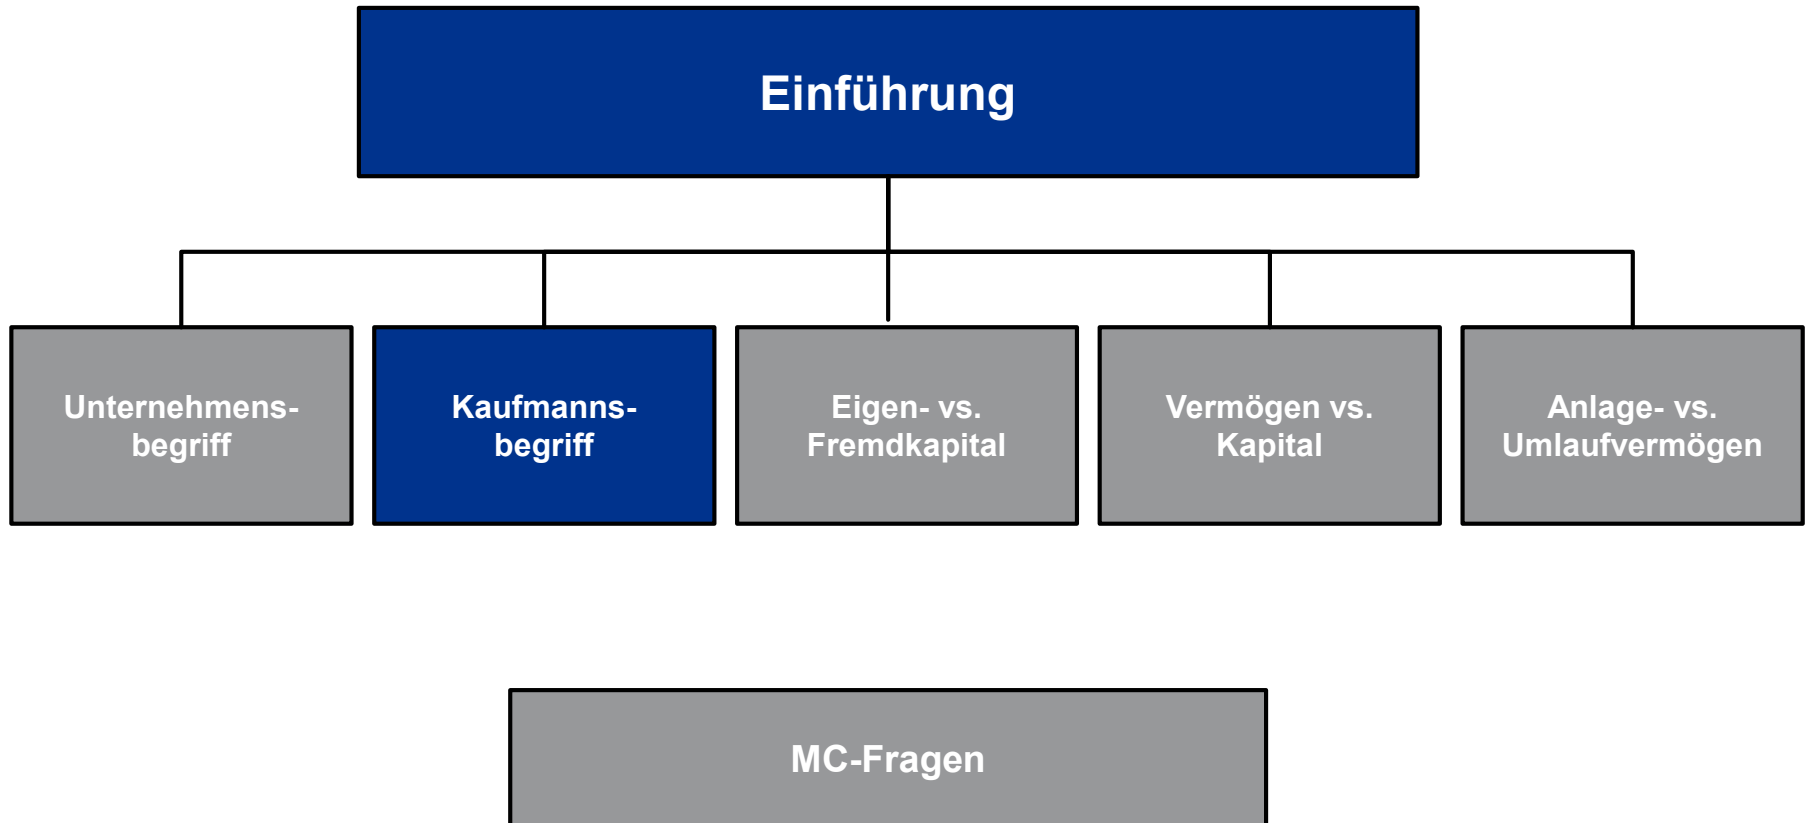 Einführung
Unternehmens-
begriff
Kaufmanns-
begriff
Eigen- vs.
Fremdkapital
Vermögen vs.
Kapital
Anlage- vs.
Umlaufvermögen
MC-Fragen